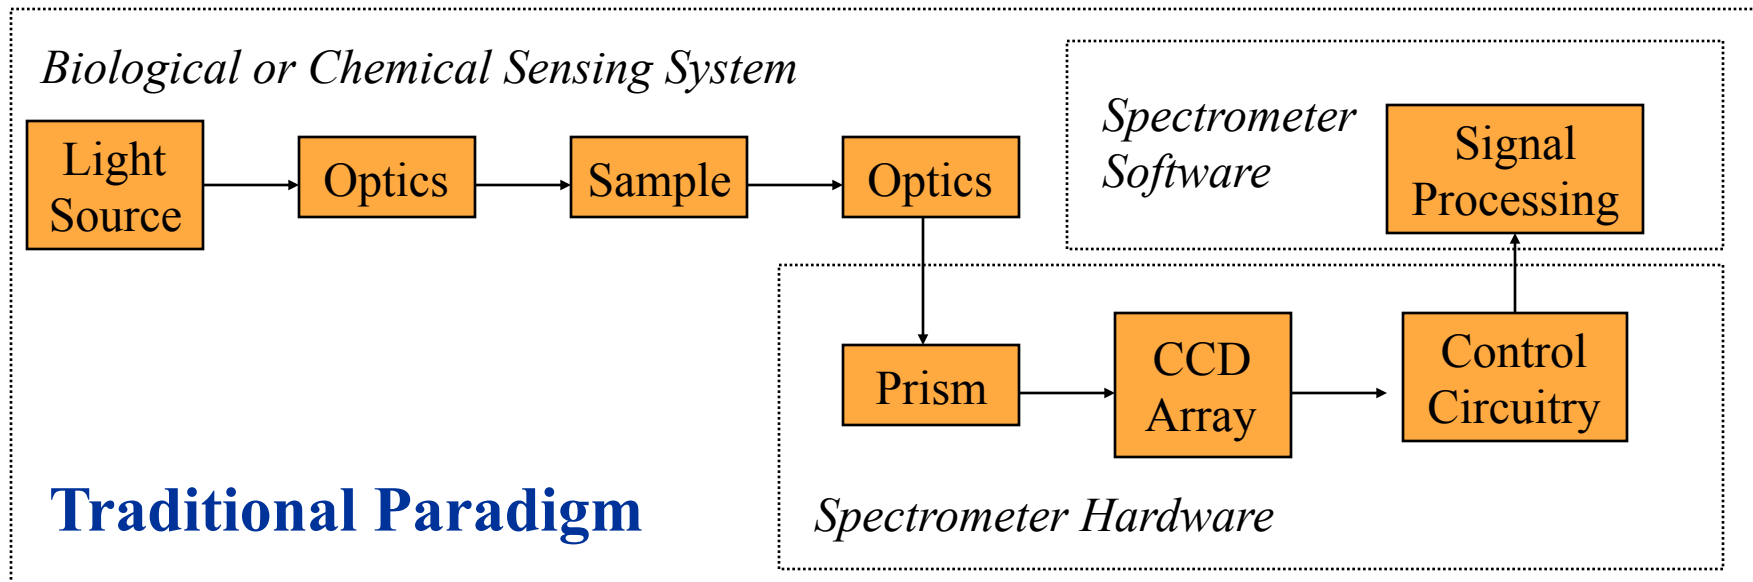 Biological or Chemical Sensing System
Light
Source
Optics
Sample
Optics
Spectrometer
Software
Signal
Processing
Prism
CCD
Array
Control
Circuitry
Traditional Paradigm
Spectrometer Hardware